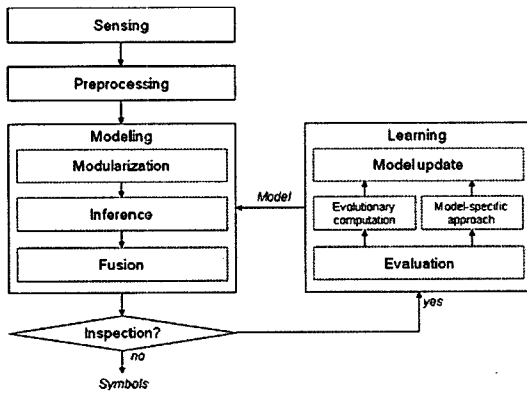 Sensing
Preprocessing
Modeling
Modularization
Inference
Fusion
Inspection?
no
Symbols
Model
Learning
Model update
Evolutionary
computation
Model-specific
approach
Evaluation
yes